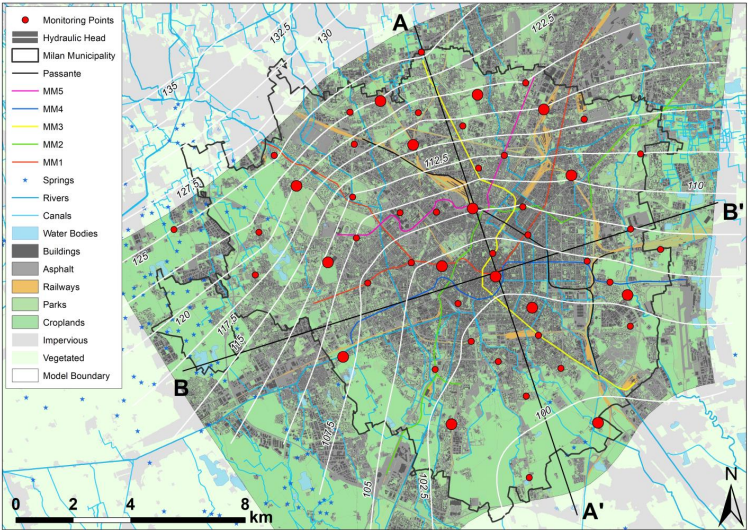 Monitoring Points
Hydraulic Head
Milan Municipality
Passante
MM5
MM4
MM3
MM2
MM1
Springs
Rivers
Canals
Water Bodies
Buildings
Asphalt
Railways
Parks
Croplands
Impervious
Vegetated
Model Boundary
132.5
130
122.5
135
A
112.5
127.5
110
B'
125
120
117.5
115
B
107.5
100
105
102.5
A'
N
0 2 4 8
km